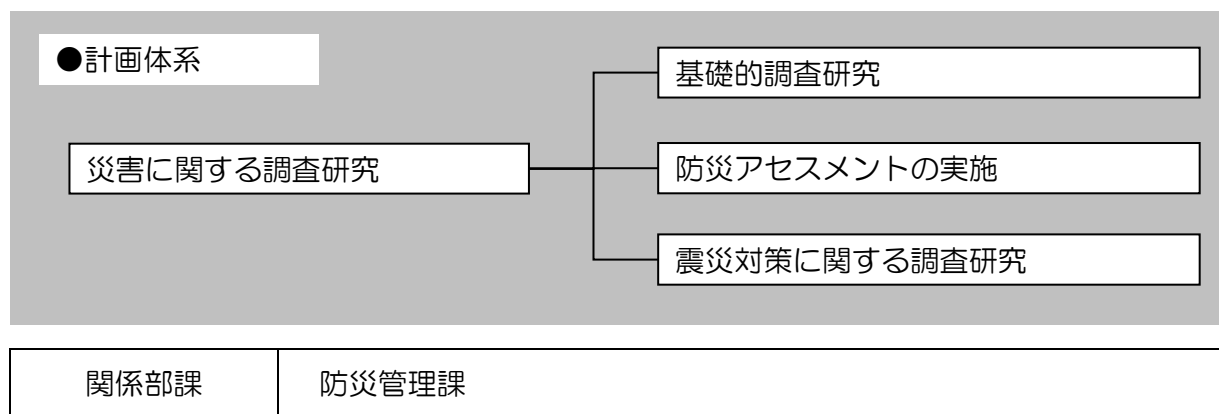 ●計画体系
災害に関する調査研究
基礎的調査研究
防災アセスメントの実施
震災対策に関する調査研究
関係部課 防災管理課